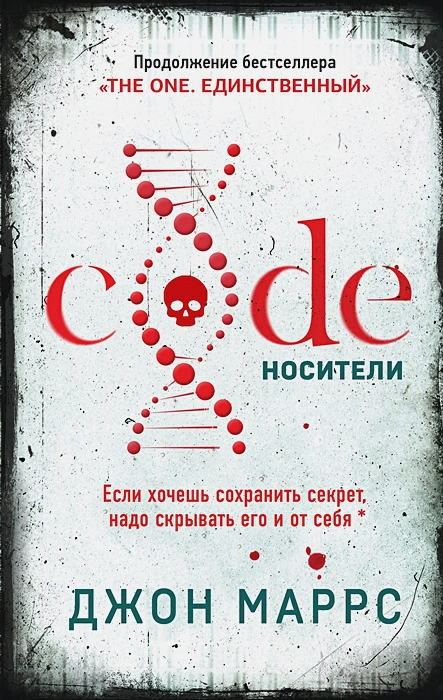 Продолжение бестселлера
«THE ONE. ЕДИНСТВЕННЫЙ»
code
НОСИТЕЛИ
Если хочешь сохранить секрет,
надо скрывать его и от себя *
ДЖОН МАРРС